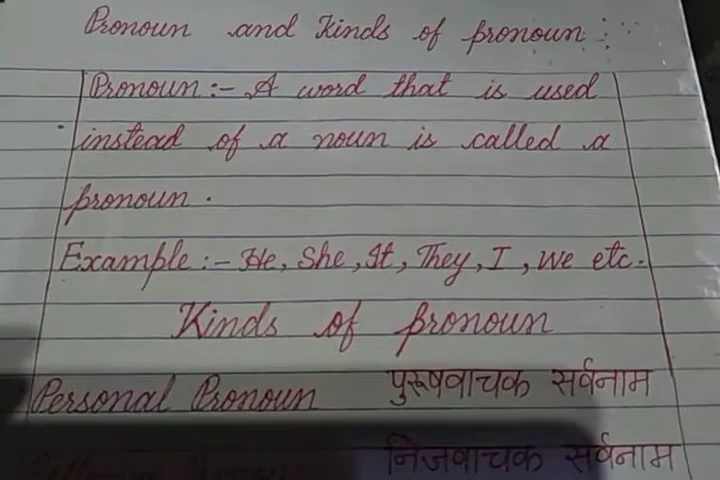 Pronoun and Kinds of pronoun :
Pronoun :- A word that is used
instead of a noun is called a
pronoun.
Example :- He, She, It, They, I, we etc.
Kinds of pronoun
Personal Pronoun पुरूषवाचक सर्वनाम
निजवाचक सर्वनाम